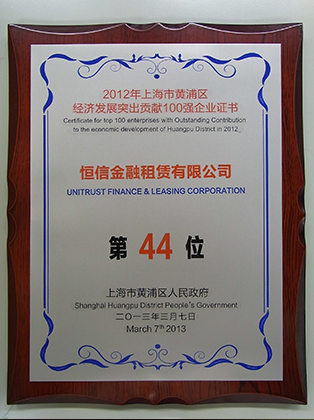 2012年上海市黄浦区
经济发展突出贡献100强企业证书
Certificate for top 100 enterprises with Outstanding Contribution
to the economic development of Huangpu District in 2012
恒信金融租赁有限公司
UNITRUST FINANCE & LEASING CORPORATION
第 44 位
上海市黄浦区人民政府
Shanghai Huangpu District People's Government
二〇一三年三月七日
March 7th 2013